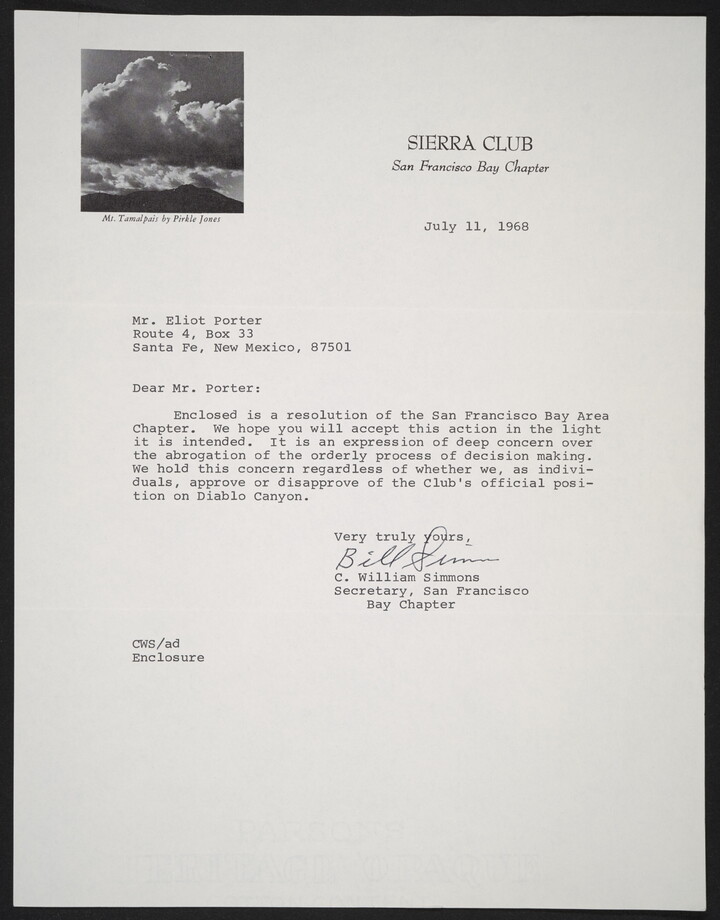 SIERRA CLUB
San Francisco Bay Chapter
Mt. Tamalpais by Pirkle Jones
July 11, 1968
Mr. Eliot Porter
Route 4, Box 33
Santa Fe, New Mexico, 87501
Dear Mr. Porter:
Enclosed is a resolution of the San Francisco Bay Area
Chapter. We hope you will accept this action in the light
it is intended. It is an expression of deep concern over
the abrogation of the orderly process of decision making.
We hold this concern regardless of whether we, as indivi-
duals, approve or disapprove of the Club's official posi-
tion on Diablo Canyon.
Very truly yours,
Bill Simmons
C. William Simmons
Secretary, San Francisco
Bay Chapter
CWS/ad
Enclosure